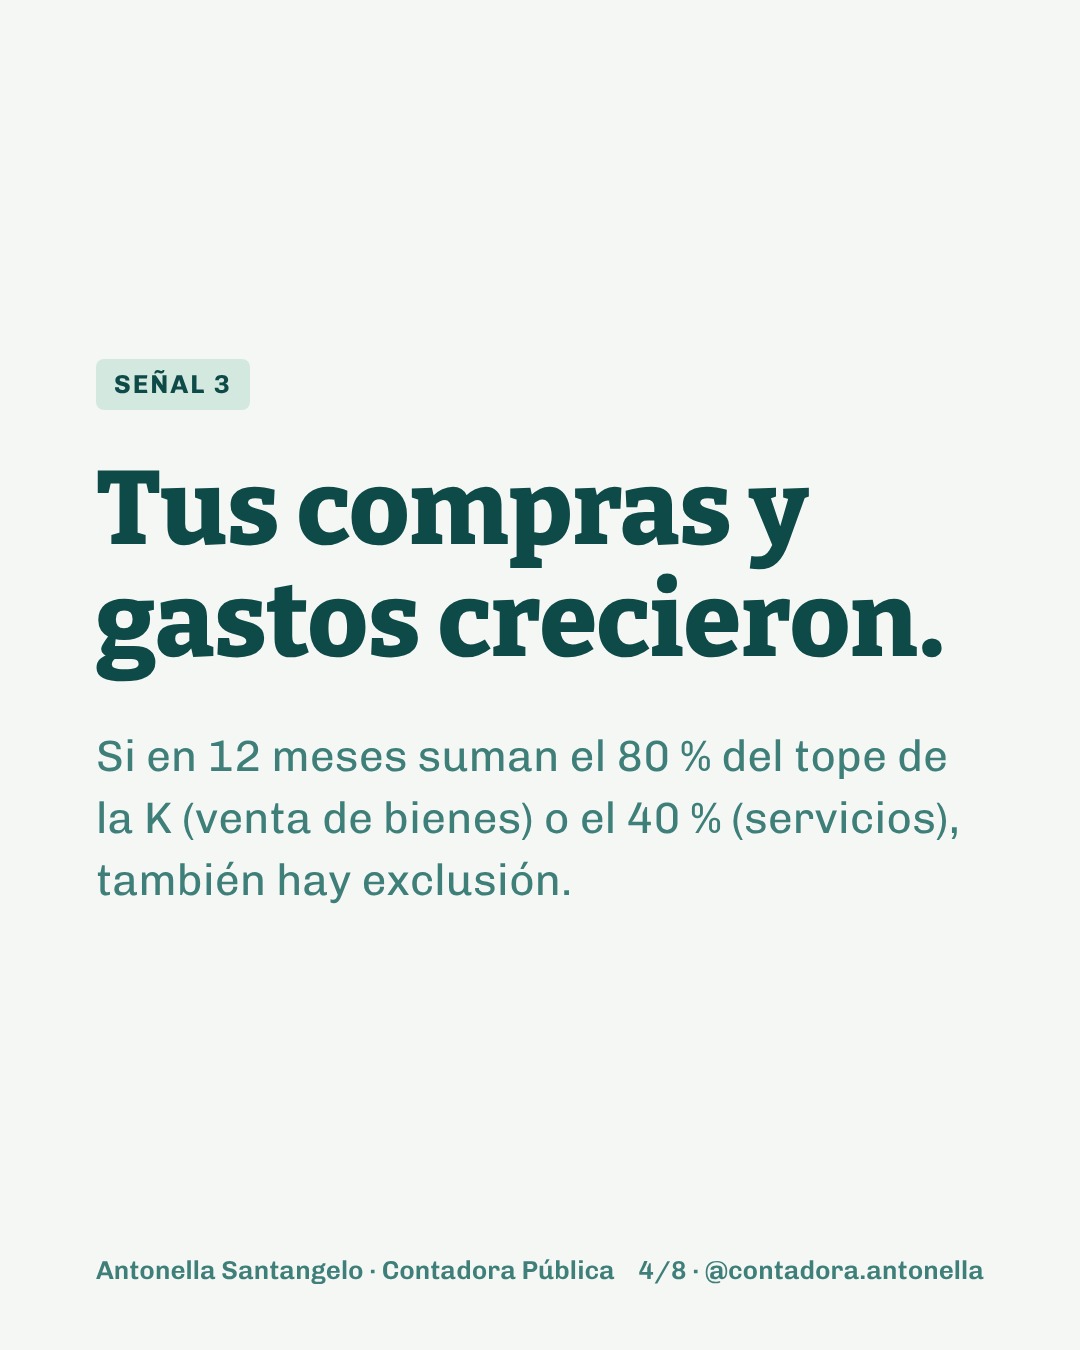 SEÑAL 3
Tus compras y
gastos crecieron.
Si en 12 meses suman el 80 % del tope de
la K (venta de bienes) o el 40 % (servicios),
también hay exclusión.
Antonella Santangelo · Contadora Pública 4/8 · @contadora.antonella